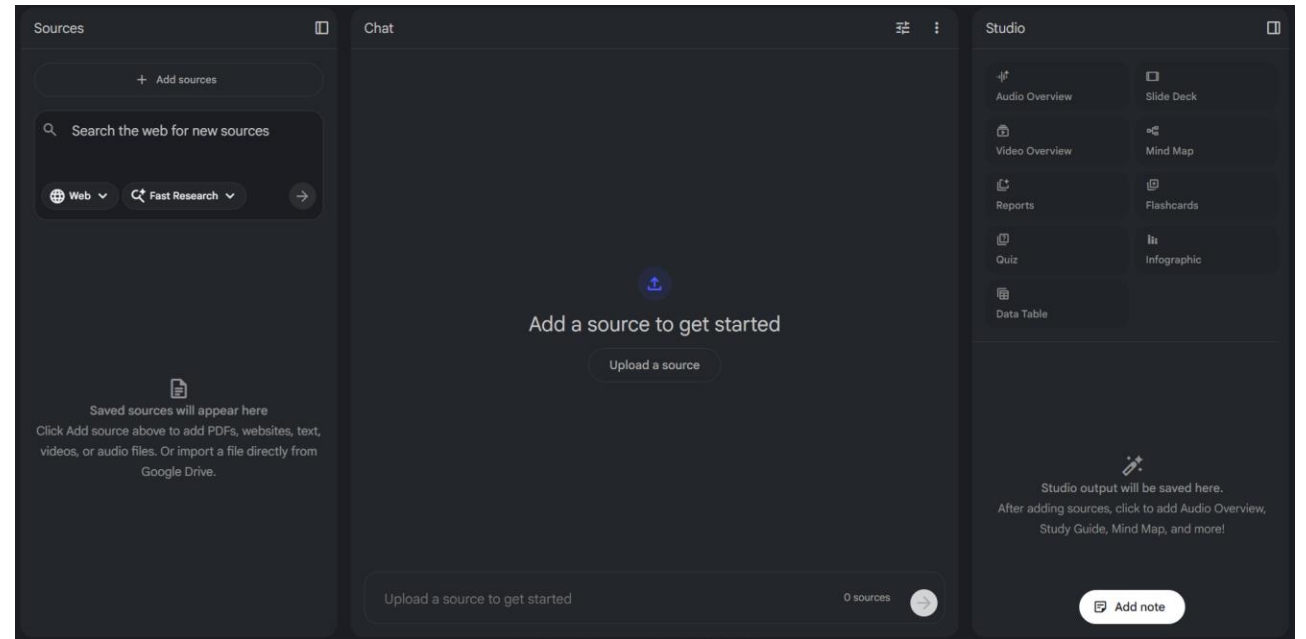 Sources
+ Add sources
Search the web for new sources
Web
Fast Research
Saved sources will appear here
Click Add source above to add PDFs, websites, text,
videos, or audio files. Or import a file directly from
Google Drive.
Chat
Add a source to get started
Upload a source
Upload a source to get started
0 sources
Studio
Audio Overview
Slide Deck
Video Overview
Mind Map
Reports
Flashcards
Quiz
Infographic
Data Table
Studio output will be saved here.
After adding sources, click to add Audio Overview,
Study Guide, Mind Map, and more!
Add note